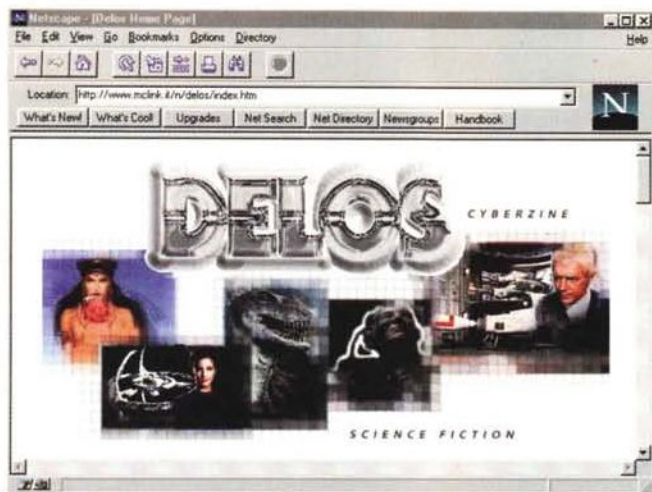 Netscape - [Delos Home Page]
File Edit View Go Bookmarks Options Directory Help
Location: http://www.mclink.it/n/delos/index.htm
N
What's New! What's Cool! Upgrades Net Search Net Directory Newsgroups Handbook
DELOS
CYBERZINE
SCIENCE FICTION